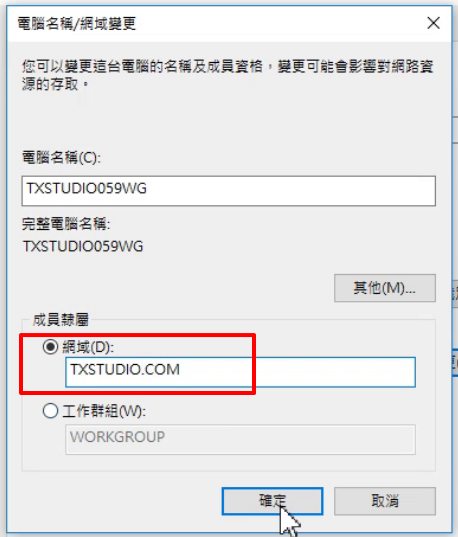 電腦名稱/網域變更
您可以變更這台電腦的名稱及成員資格，變更可能會影響對網路資
源的存取。
電腦名稱(C):
TXSTUDIO059WG
完整電腦名稱:
TXSTUDIO059WG
其他(M)...
成員隸屬
網域(D):
TXSTUDIO.COM
工作群組(W):
WORKGROUP
確定
取消